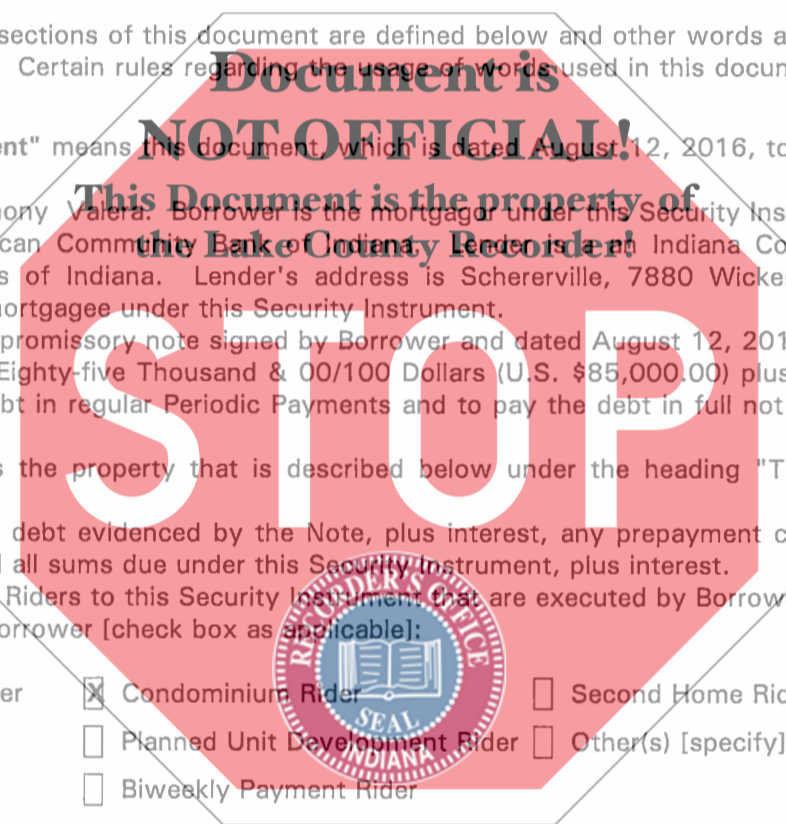 sections of this document are defined below and other words a
Document is
Certain rules regarding the usage of words used in this docum
NOT OFFICIAL!
ent" means this document, which is dated August 12, 2016, to
This Document is the property of
ony Valera. Borrower is the mortgagor under this Security Ins
the Lake County Recorder!
can Community Bank of Indiana. Lender is a an Indiana Co
s of Indiana. Lender's address is Schererville, 7880 Wicke
ortgagee under this Security Instrument.
promissory note signed by Borrower and dated August 12, 201
Eighty-five Thousand & 00/100 Dollars (U.S. $85,000.00) plus
bt in regular Periodic Payments and to pay the debt in full not
STOP
s the property that is described below under the heading "T
debt evidenced by the Note, plus interest, any prepayment c
l all sums due under this Security Instrument, plus interest.
Riders to this Security Instrument that are executed by Borrow
orrower [check box as applicable]:
RECORDER'S OFFICE
SEAL
INDIANA
er X Condominium Rider Second Home Rid
Planned Unit Development Rider Other(s) [specify]
Biweekly Payment Rider